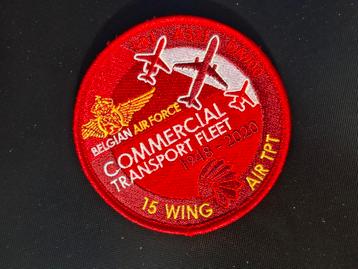 BELGIAN AIR FORCE
COMMERCIAL
TRANSPORT FLEET
1948 - 2020
15 WING
AIR TPT